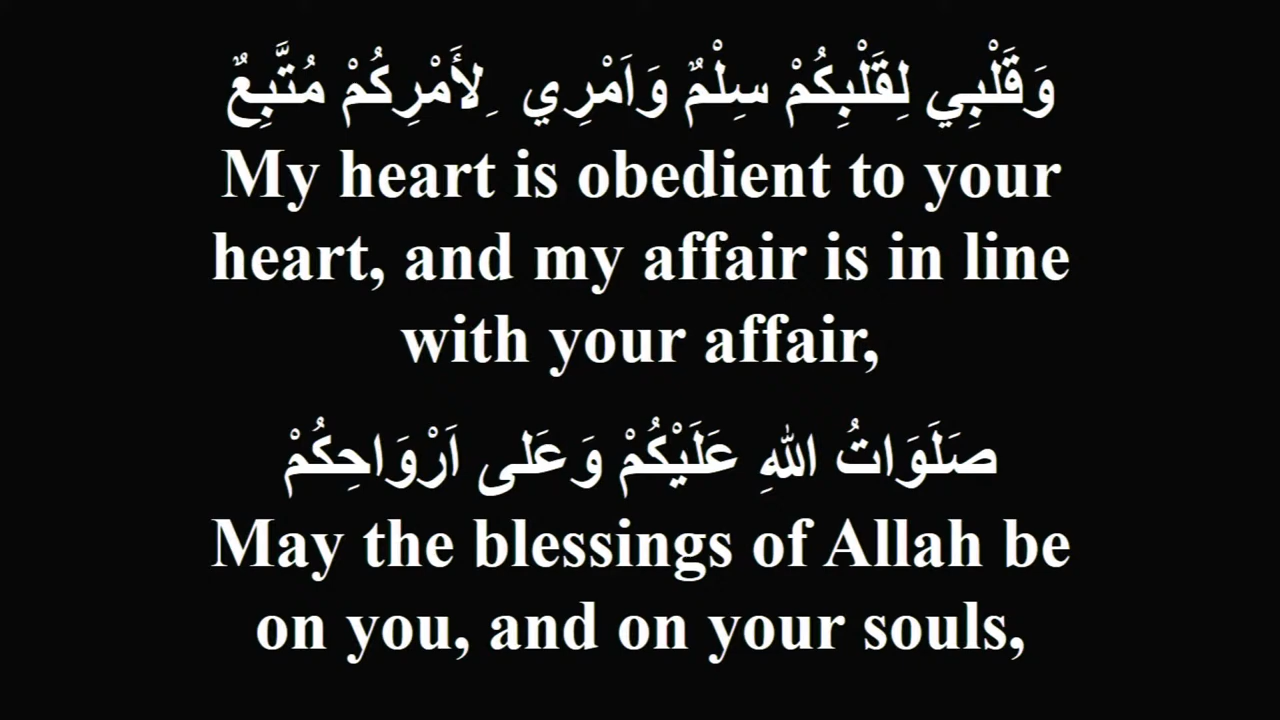 وَقَلْبِي لِقَلْبِكُمْ سِلْمٌ وَاَمْرِي ِلأَمْرِكُمْ مُتَّبِعٌ
My heart is obedient to your
heart, and my affair is in line
with your affair,
صَلَوَاتُ اللهِ عَلَيْكُمْ وَعَلى اَرْوَاحِكُمْ
May the blessings of Allah be
on you, and on your souls,